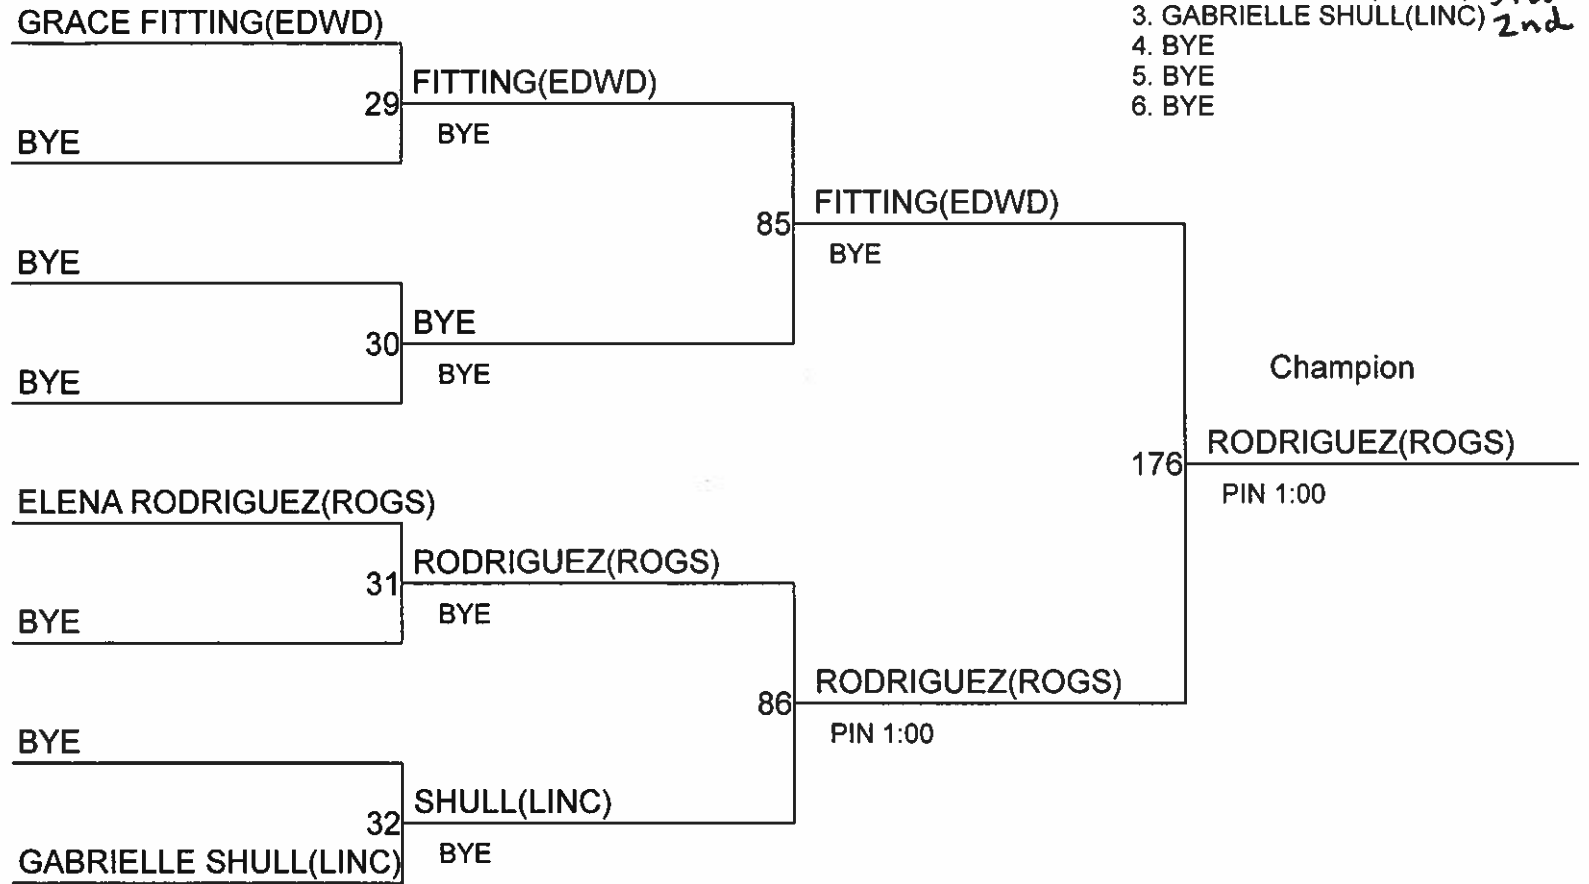 GRACE FITTING(EDWD)
3. GABRIELLE SHULL(LINC) 2nd
4. BYE
5. BYE
6. BYE
29 FITTING(EDWD)
BYE
BYE
85 FITTING(EDWD)
BYE
BYE
30 BYE
BYE
BYE
Champion
176 RODRIGUEZ(ROGS)
PIN 1:00
ELENA RODRIGUEZ(ROGS)
31 RODRIGUEZ(ROGS)
BYE
BYE
86 RODRIGUEZ(ROGS)
PIN 1:00
BYE
32 SHULL(LINC)
BYE
GABRIELLE SHULL(LINC)